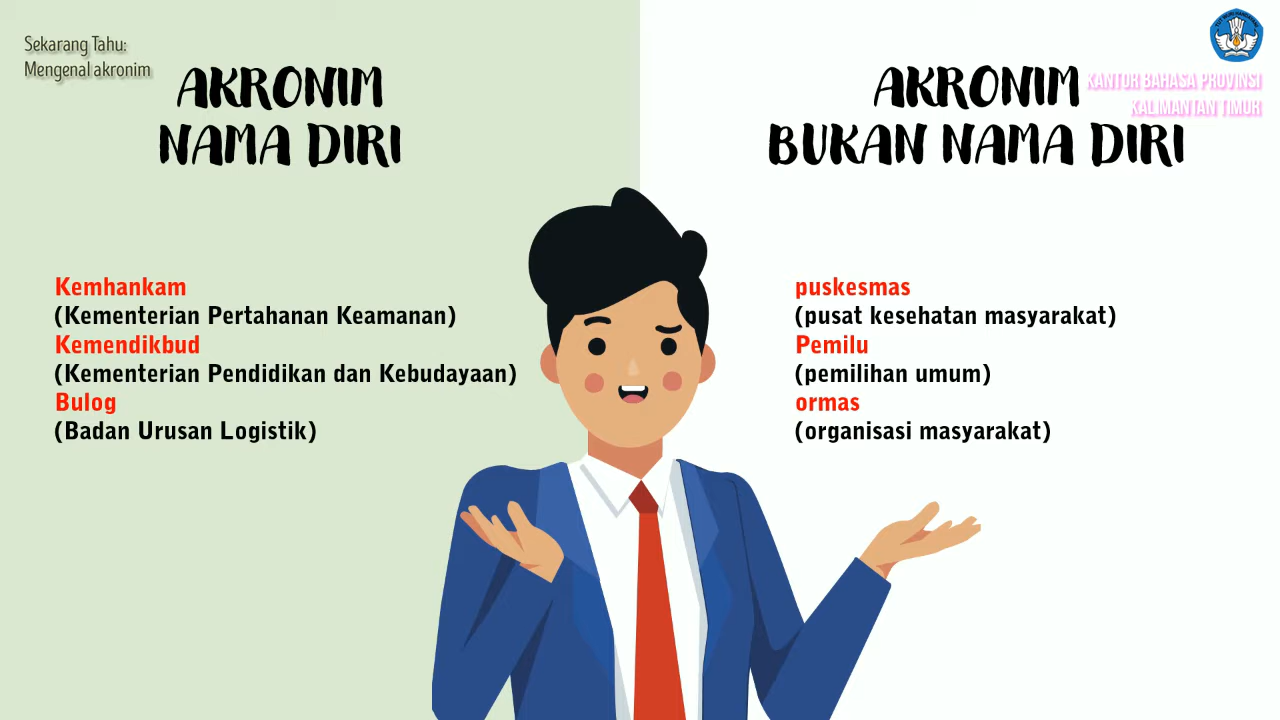 Sekarang Tahu:
Mengenal akronim
AKRONIM
NAMA DIRI
Kemhankam
(Kementerian Pertahanan Keamanan)
Kemendikbud
(Kementerian Pendidikan dan Kebudayaan)
Bulog
(Badan Urusan Logistik)
KANTOR BAHASA PROVINSI
KALIMANTAN TIMUR
AKRONIM
BUKAN NAMA DIRI
puskesmas
(pusat kesehatan masyarakat)
Pemilu
(pemilihan umum)
ormas
(organisasi masyarakat)